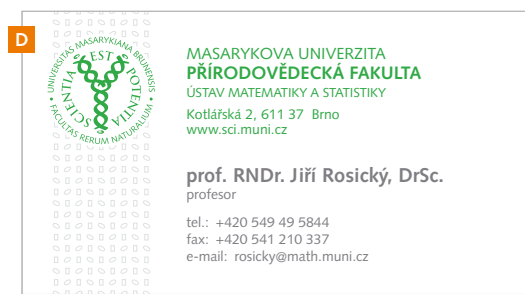 D
UNIVERSITAS MASARYKIANA BRUNENSIS
• FACULTAS RERUM NATURALIUM •
SCIENTIA EST POTENTIA
MASARYKOVA UNIVERZITA
PŘÍRODOVĚDECKÁ FAKULTA
ÚSTAV MATEMATIKY A STATISTIKY
Kotlářská 2, 611 37 Brno
www.sci.muni.cz
prof. RNDr. Jiří Rosický, DrSc.
profesor
tel.: +420 549 49 5844
fax: +420 541 210 337
e-mail: rosicky@math.muni.cz